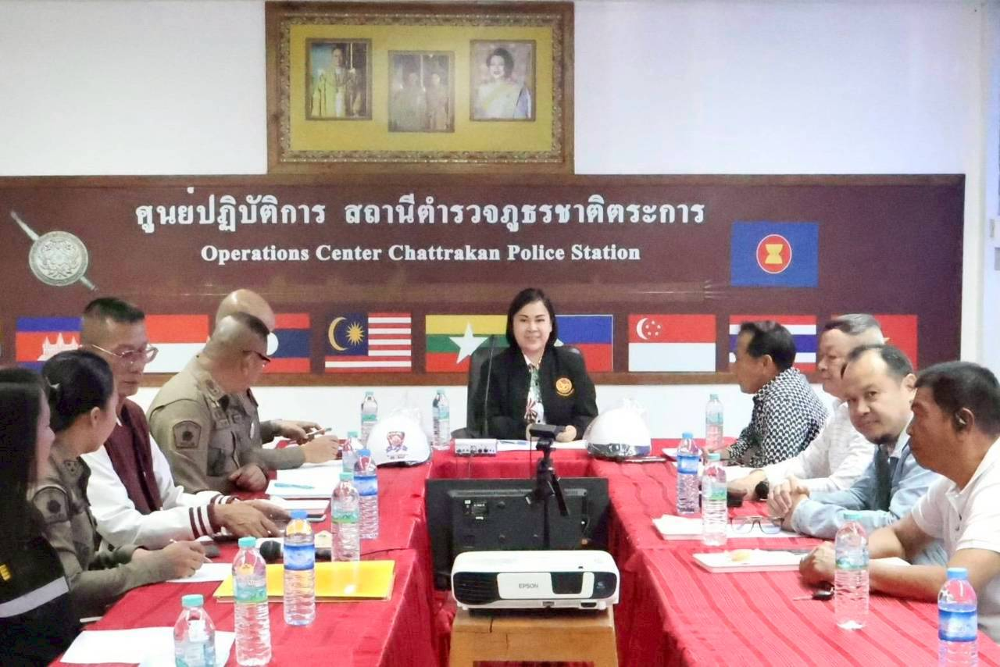 ศูนย์ปฏิบัติการ สถานีตำรวจภูธรชาติตระการ
Operations Center Chattrakan Police Station
EPSON